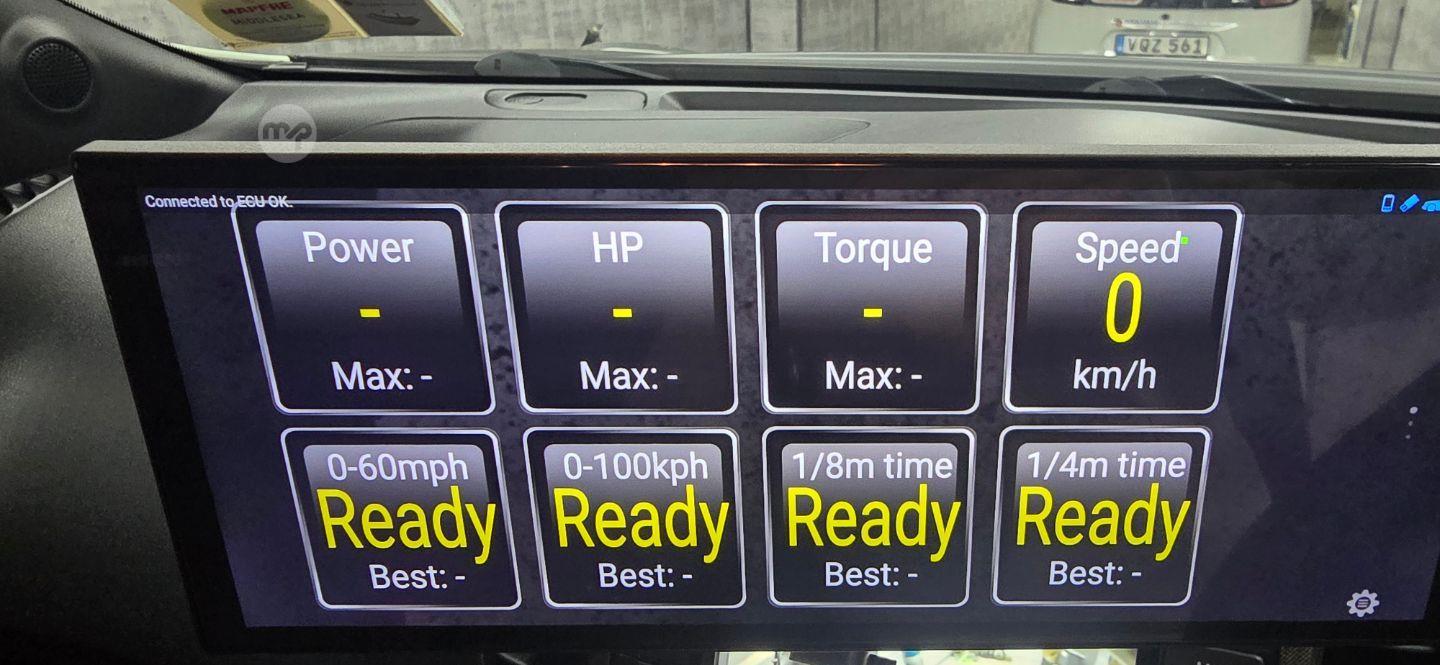 MAPFRE
MIDDLESEA
VQZ 561
Connected to ECU OK.
Power
-
Max: -
HP
-
Max: -
Torque
-
Max: -
Speed
0
km/h
0-60mph
Ready
Best: -
0-100kph
Ready
Best: -
1/8m time
Ready
Best: -
1/4m time
Ready
Best: -